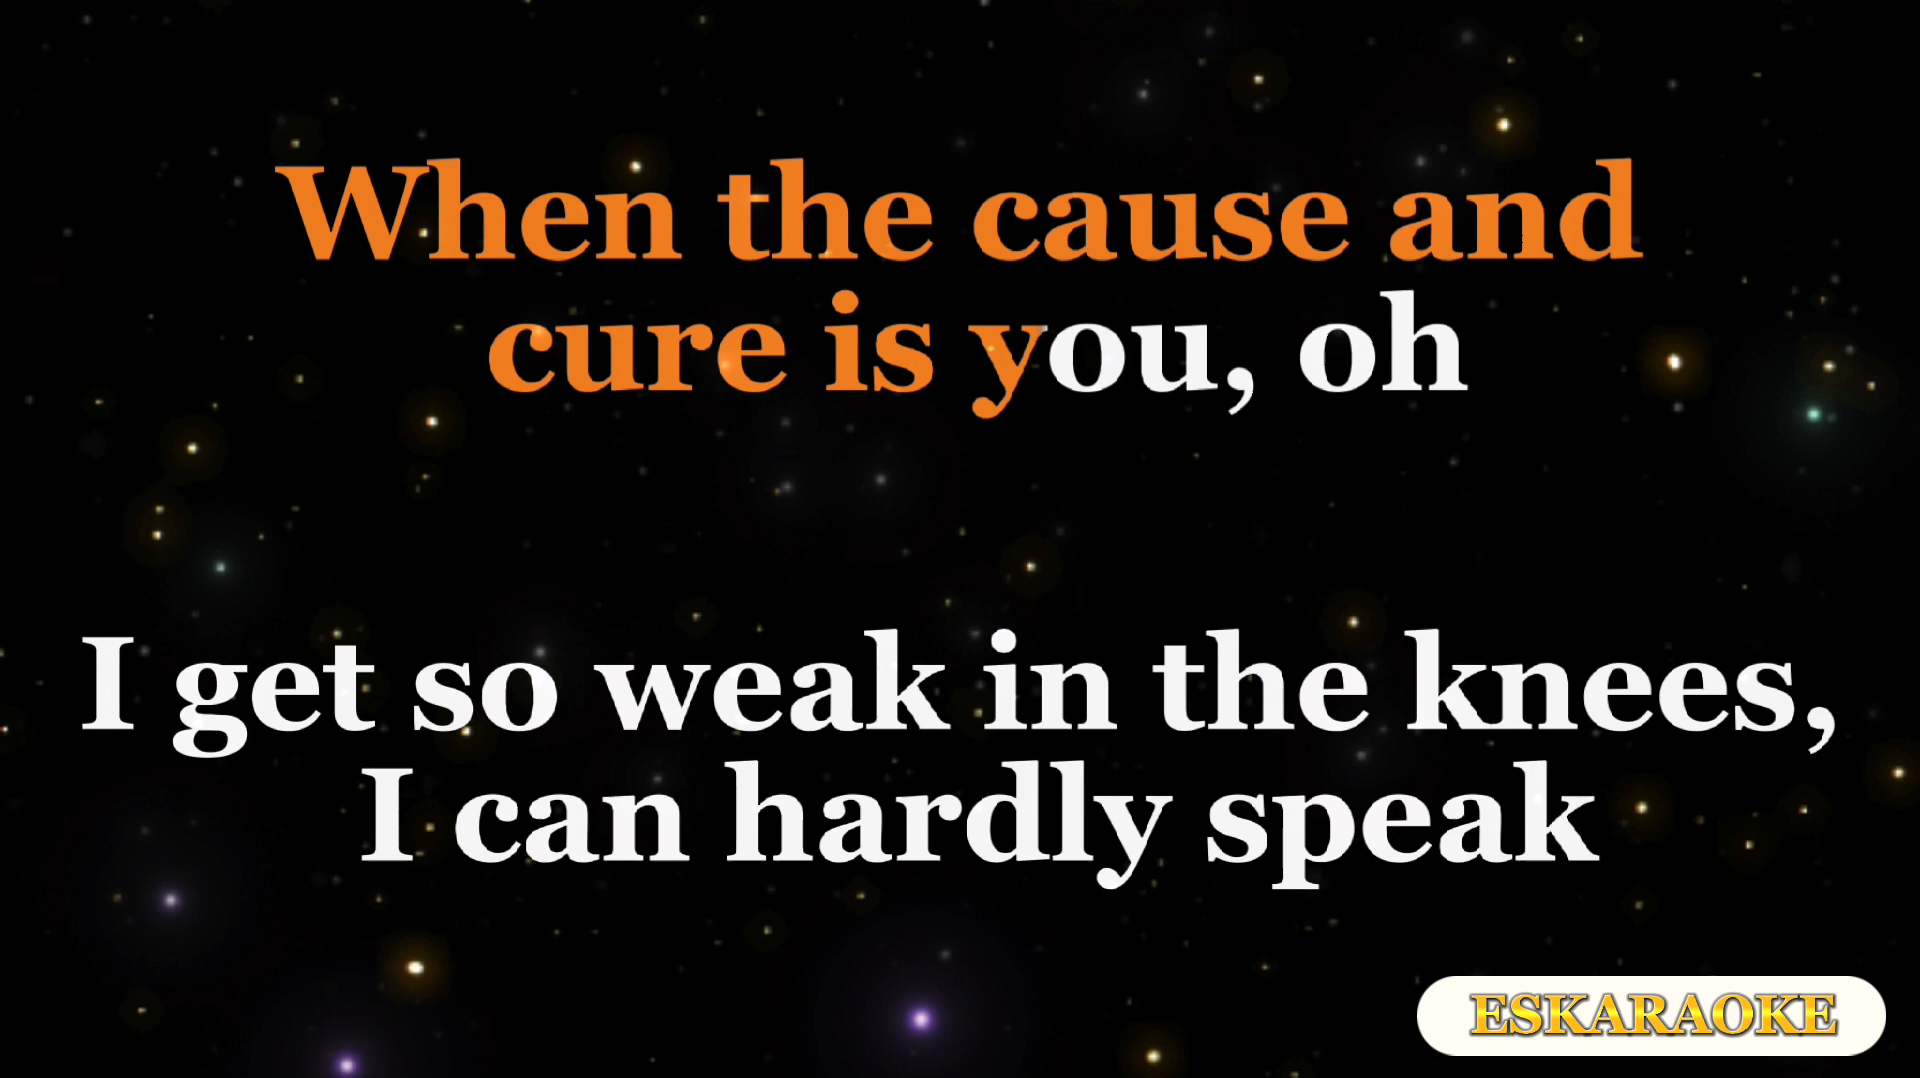 When the cause and
cure is you, oh
I get so weak in the knees,
I can hardly speak
ESKARAOKE